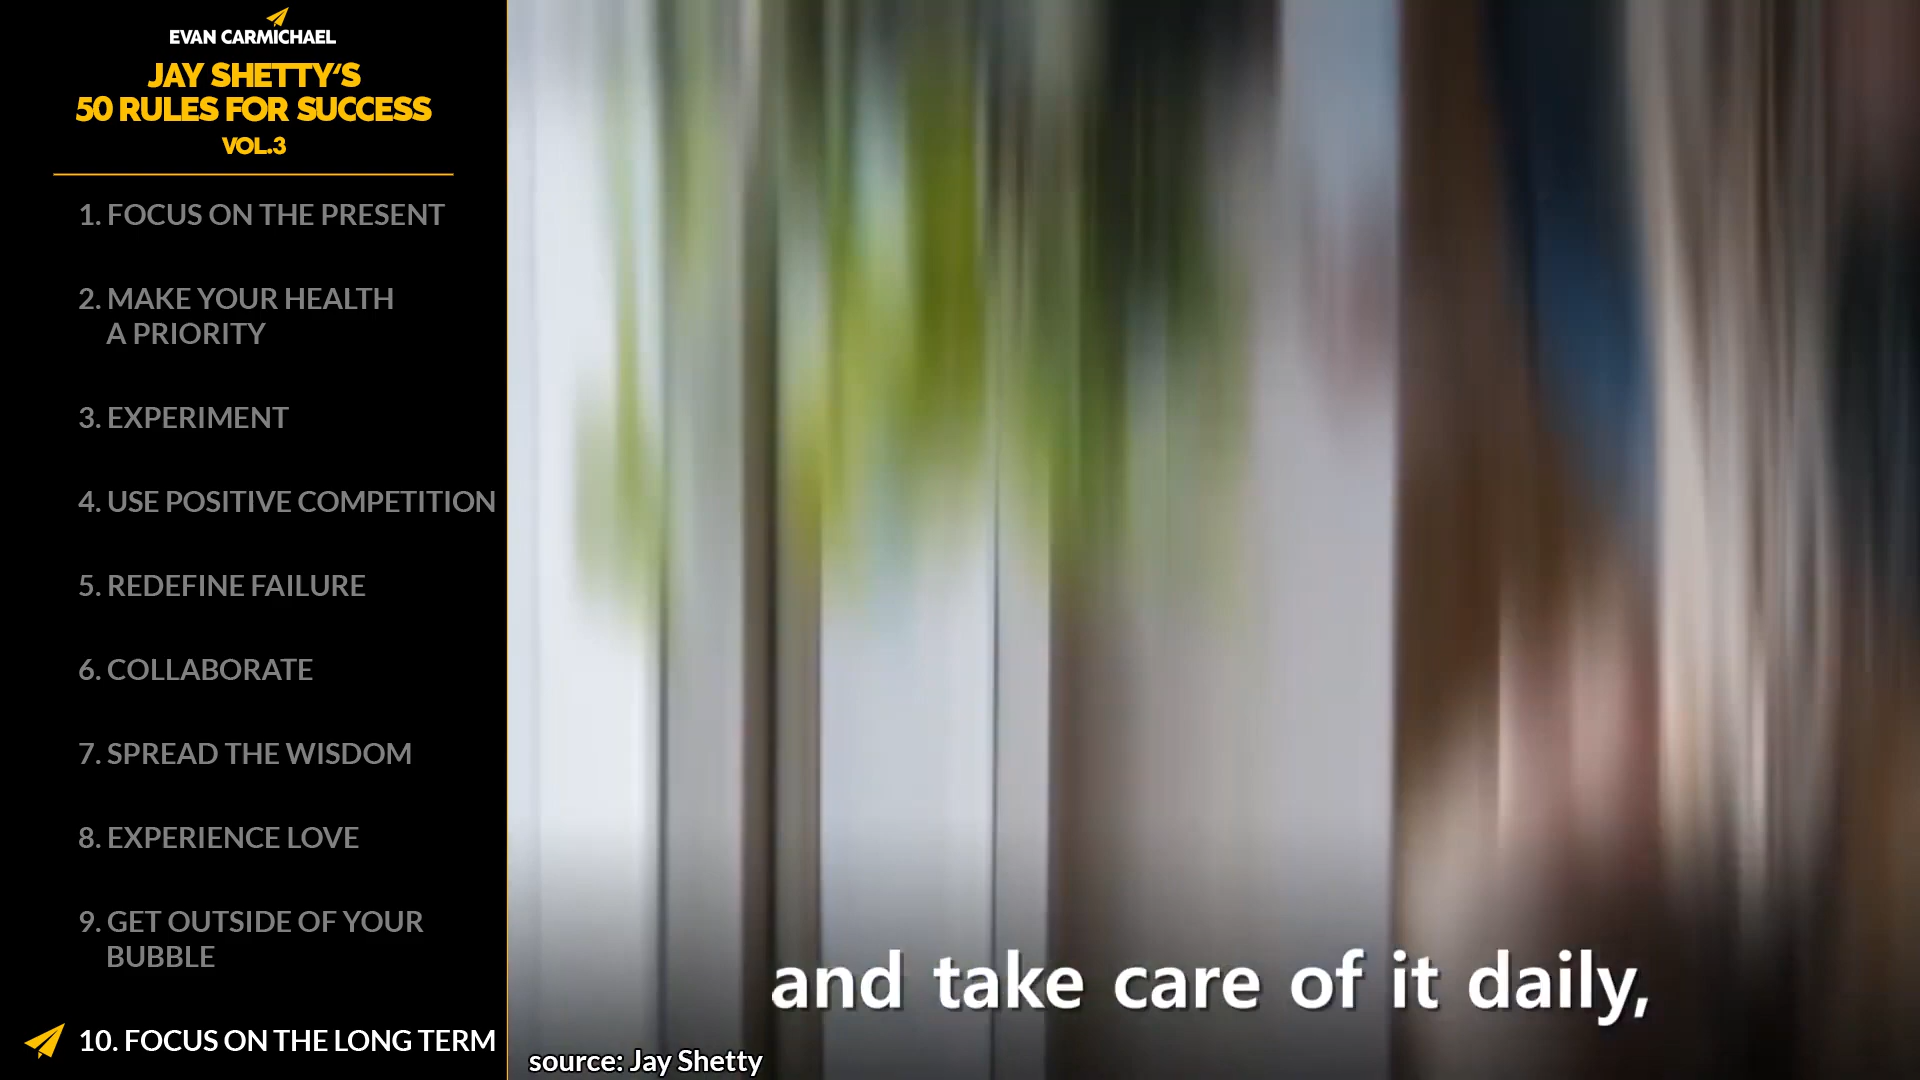 EVAN CARMICHAEL
JAY SHETTY'S
50 RULES FOR SUCCESS
VOL.3
1. FOCUS ON THE PRESENT
2. MAKE YOUR HEALTH
A PRIORITY
3. EXPERIMENT
4. USE POSITIVE COMPETITION
5. REDEFINE FAILURE
6. COLLABORATE
7. SPREAD THE WISDOM
8. EXPERIENCE LOVE
9. GET OUTSIDE OF YOUR
BUBBLE
10. FOCUS ON THE LONG TERM
and take care of it daily,
source: Jay Shetty